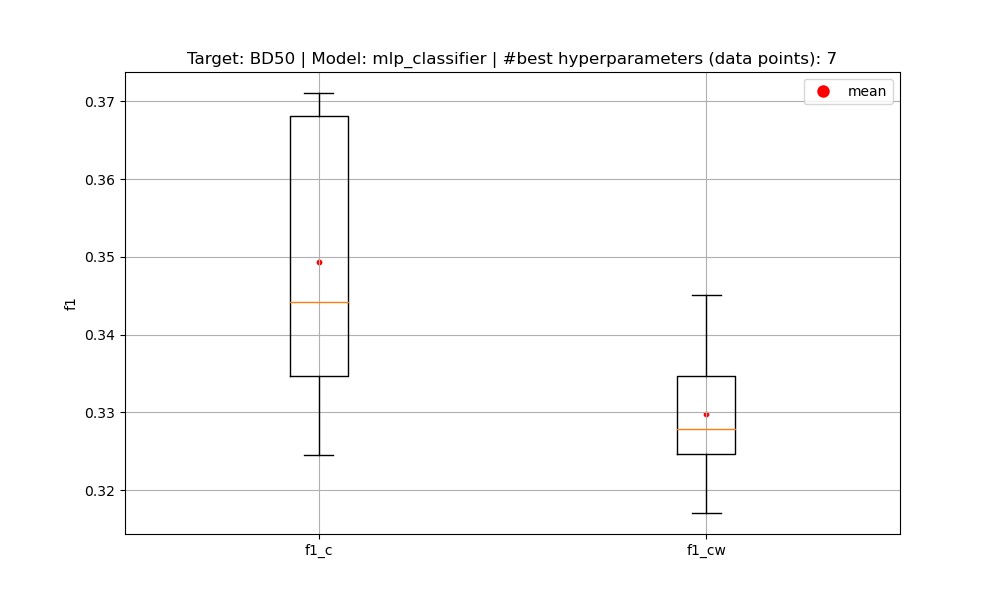 Target: BD50 | Model: mlp_classifier | #best hyperparameters (data points): 7
mean
0.37
0.36
0.35
0.34
0.33
0.32
f1
f1_c
f1_cw